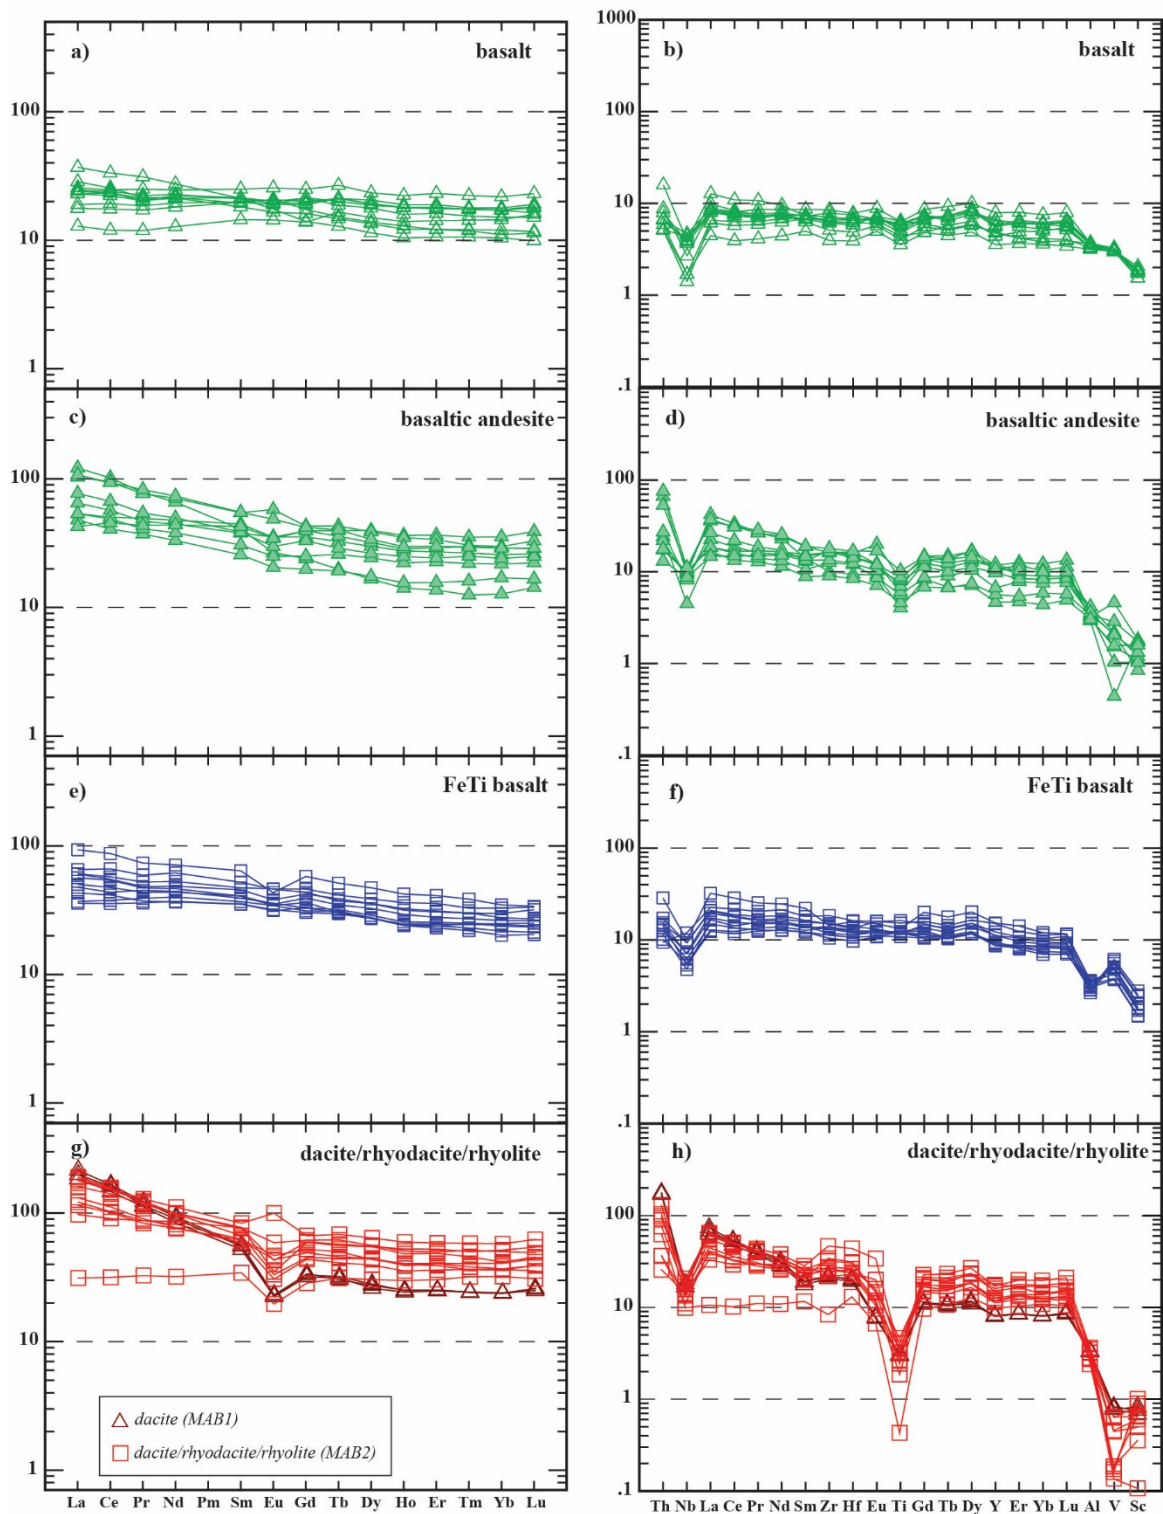 a)
basalt
100
10
1
b)
basalt
1000
100
10
1
.1
c)
basaltic andesite
100
10
1
d)
basaltic andesite
100
10
1
.1
e)
FeTi basalt
100
10
1
f)
FeTi basalt
100
10
1
.1
g)
dacite/rhyodacite/rhyolite
100
10
1
dacite (MAB1)
dacite/rhyodacite/rhyolite (MAB2)
La Ce Pr Nd Pm Sm Eu Gd Tb Dy Ho Er Tm Yb Lu
h)
dacite/rhyodacite/rhyolite
1000
100
10
1
.1
Th Nb La Ce Pr Nd Sm Zr Hf Eu Ti Gd Tb Dy Y Er Yb Lu Al V Sc